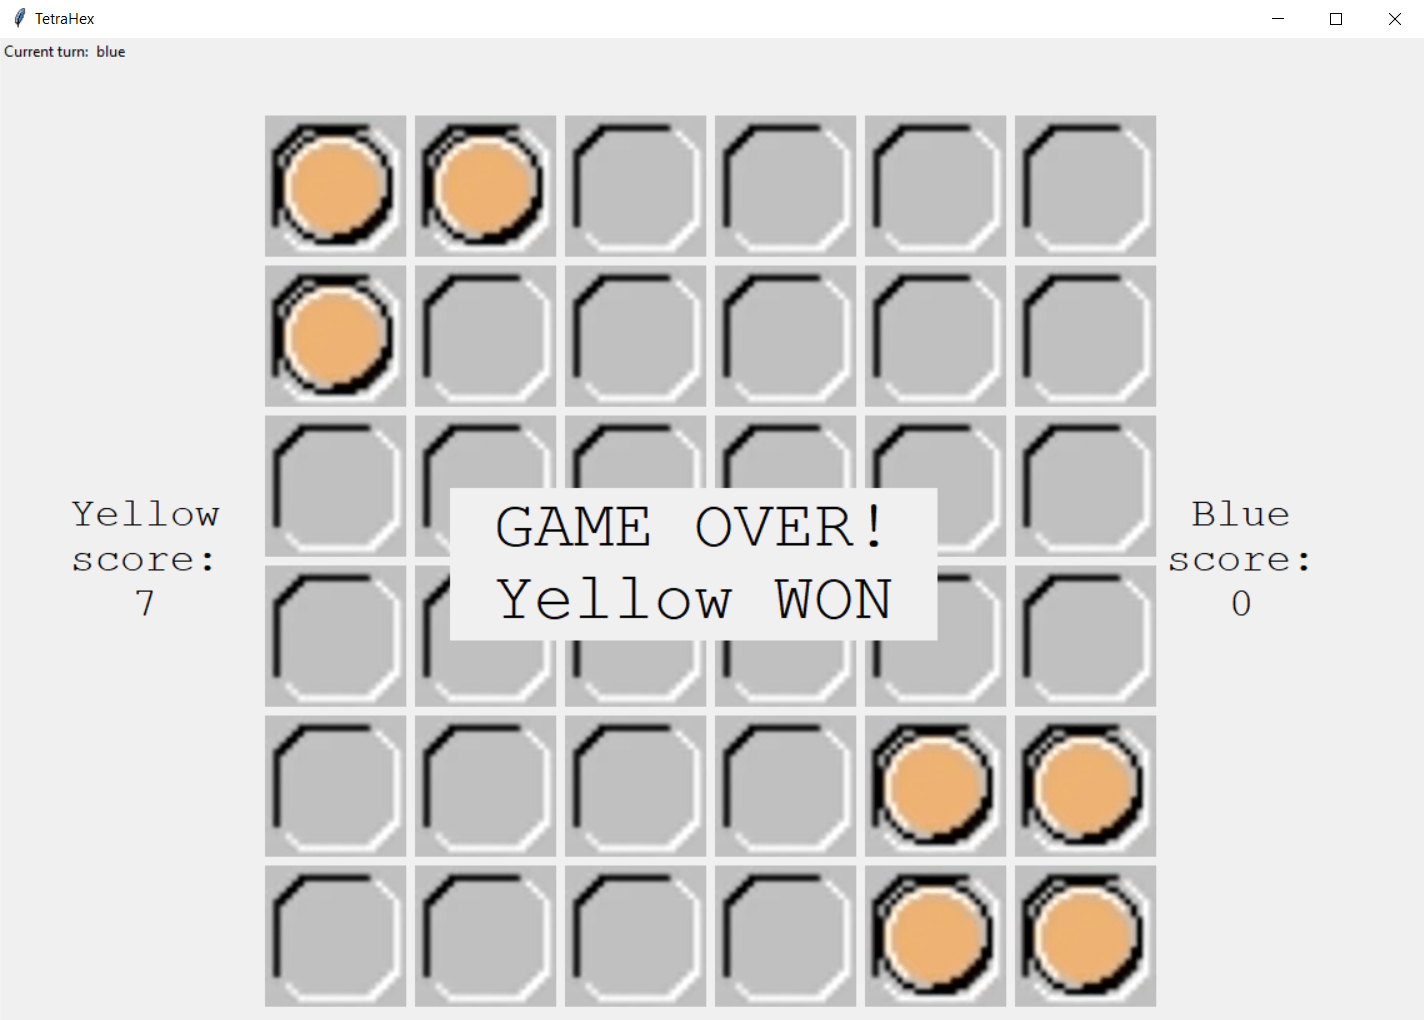 TetraHex
Current turn:  blue
Yellow
score:
7
GAME OVER!
Yellow WON
Blue
score:
0